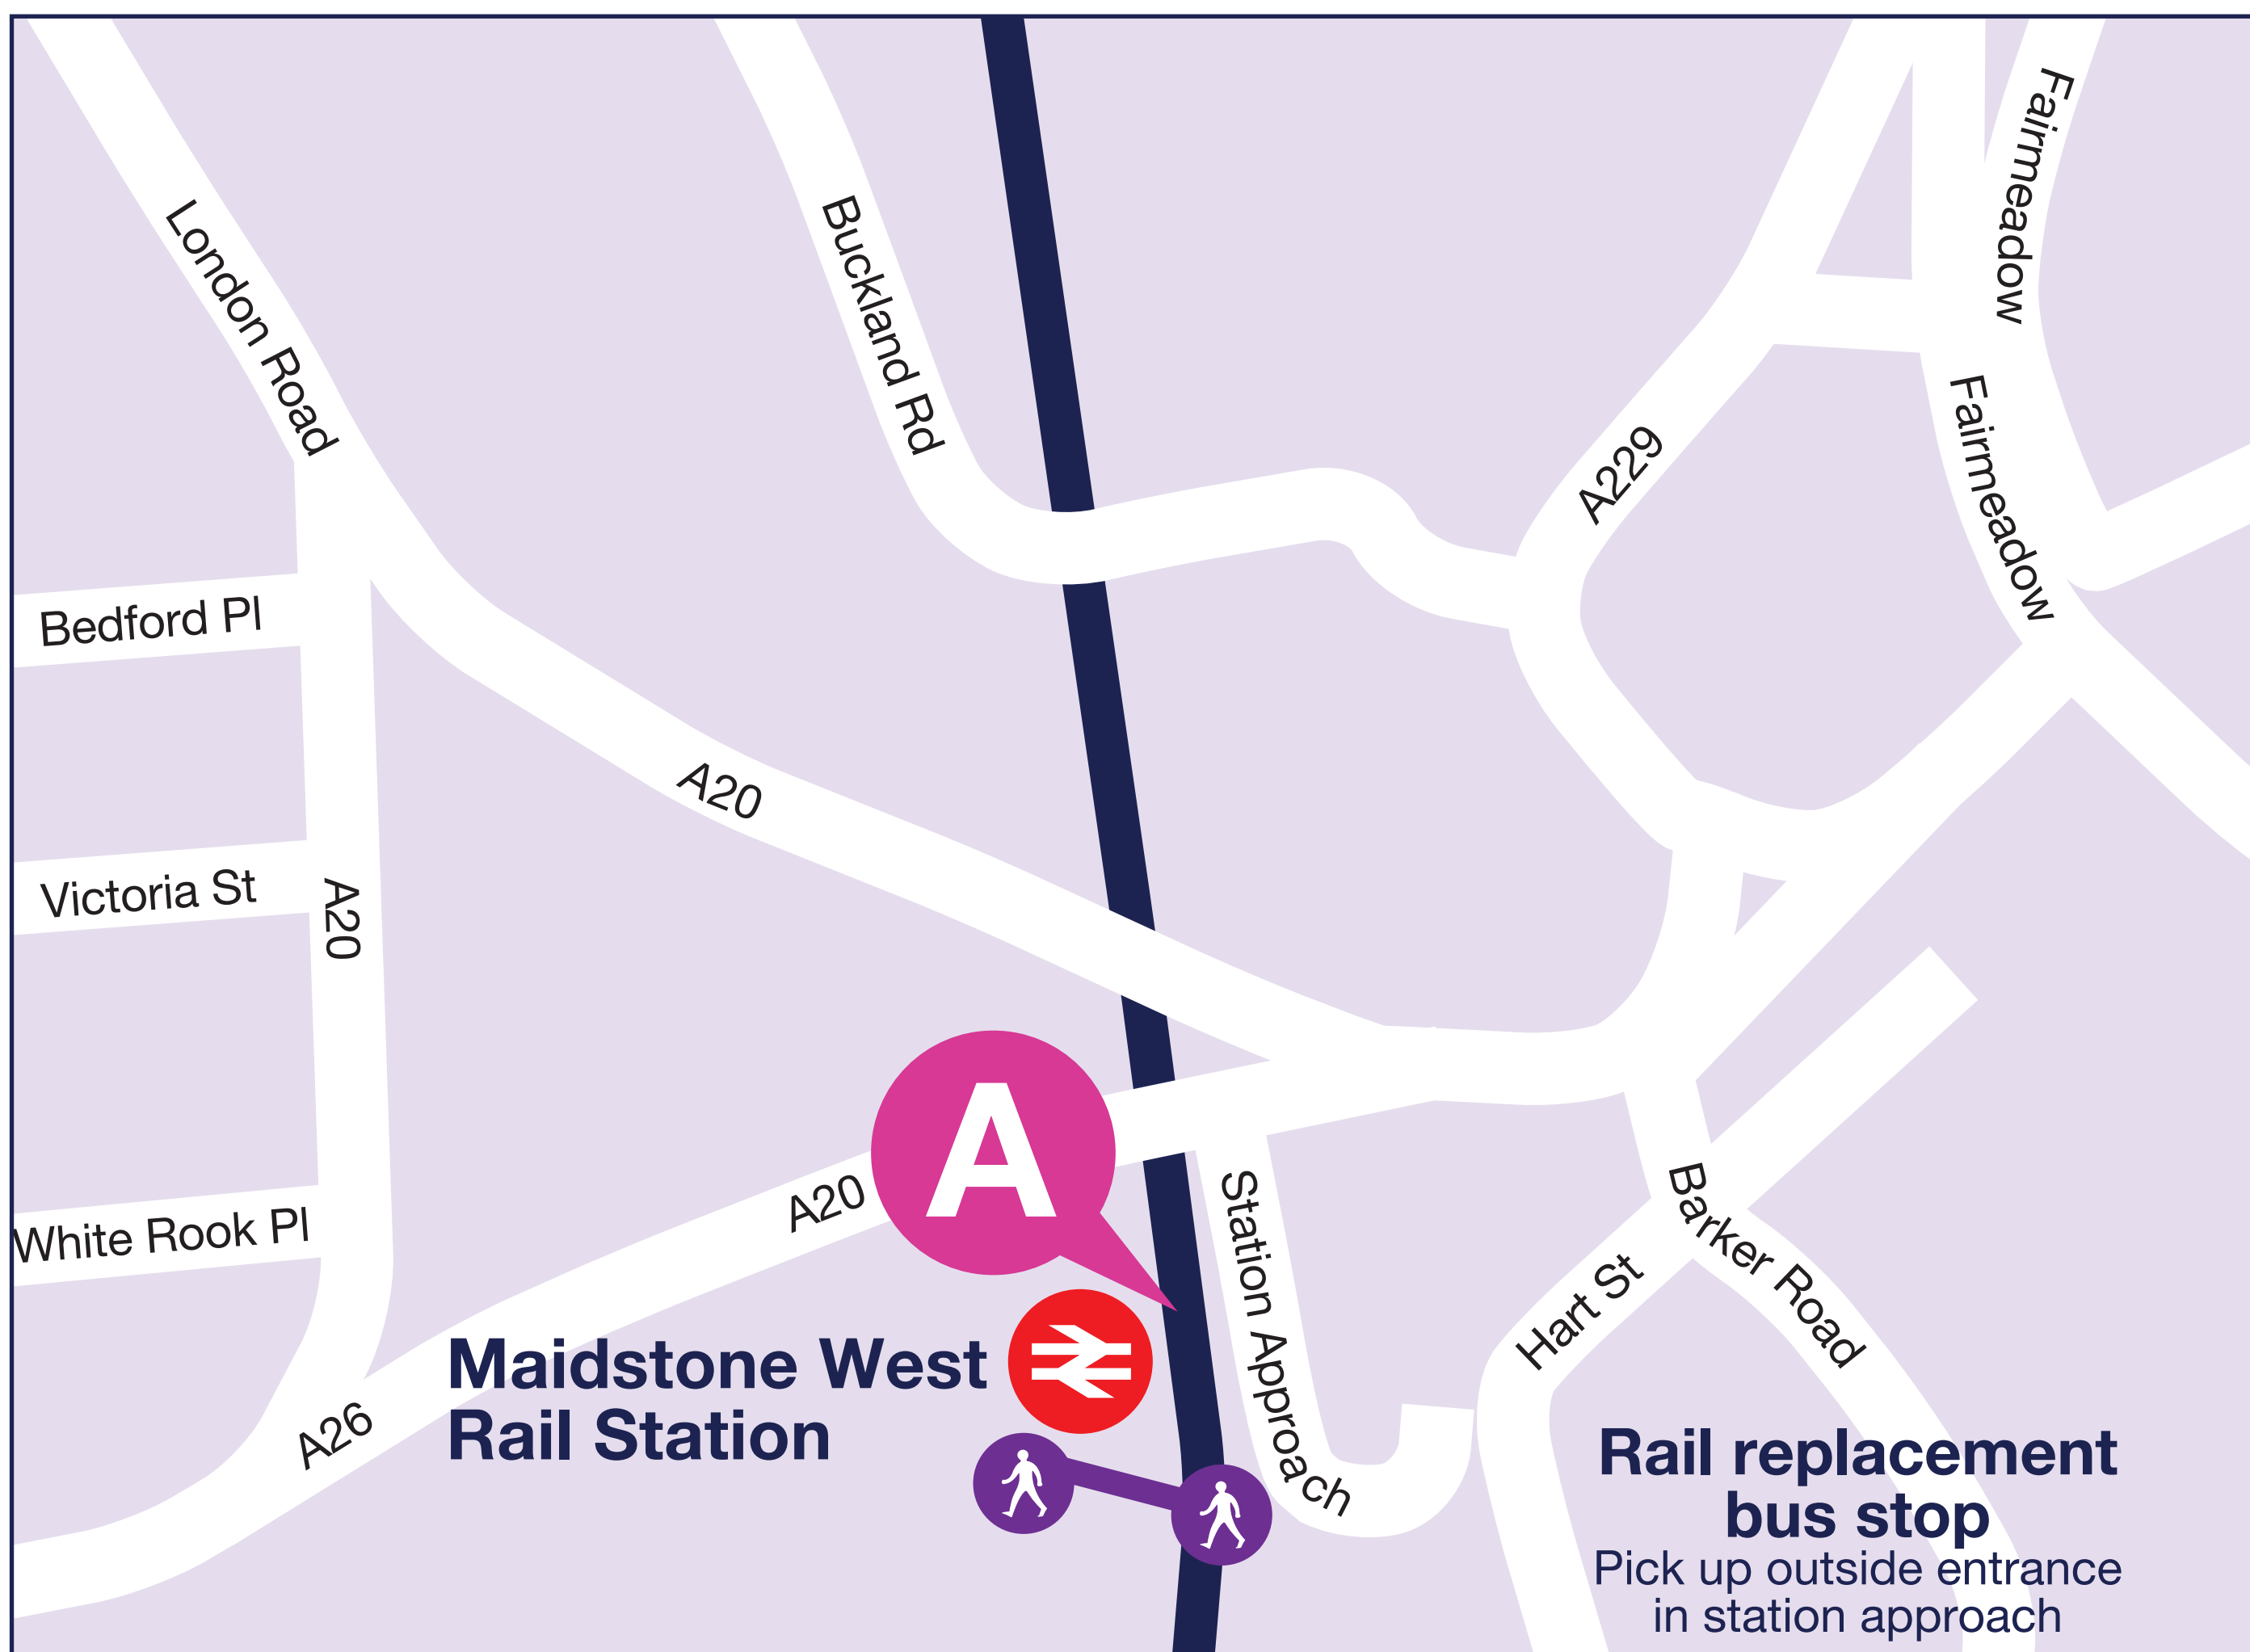 Fairmeadow
London Road
Buckland Rd
Fairmeadow
A229
Bedford Pl
A20
Victoria St
A20
A
A20
White Rook Pl
Station Approach
Barker Road
Hart St
Maidstone West
Rail Station
A26
Rail replacement
bus stop
Pick up outside entrance
in station approach